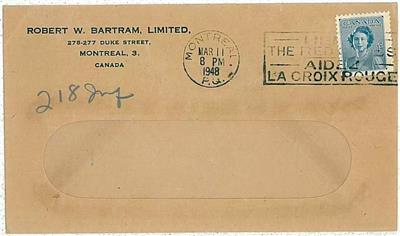 ROBERT W. BARTRAM, LIMITED.
275-277 DUKE STREET,
MONTREAL, 3.
CANADA
MONTREAL
MAR 11
8 PM
1948
P.Q.
THE RED
AIDEZ
LA CROIX ROUGE
CANADA
218